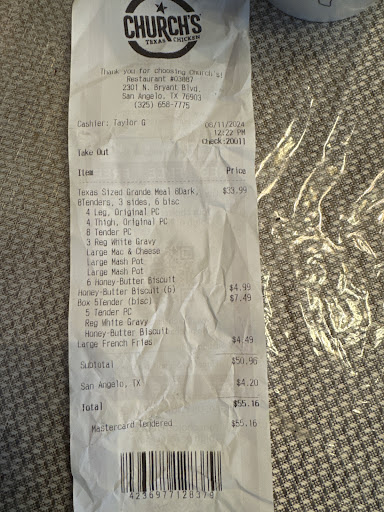 CHURCH'S
TEXAS CHICKEN
Thank you for choosing Church's!
Restaurant #03887
2301 N. Bryant Blvd.
San Angelo, TX 76903
(325) 658-7775
Cashier: Taylor G
06/11/2024
12:22 PM
Check:20011
Take Out
Item Price
Texas Sized Grande Meal 8Dark, $33.99
8Tenders, 3 sides, 6 bisc
4 Leg, Original PC
4 Thigh, Original PC
8 Tender PC
3 Reg White Gravy
Large Mac & Cheese
Large Mash Pot
Large Mash Pot
6 Honey-Butter Biscuit
Honey-Butter Biscuit (6) $4.99
Box 5Tender (bisc) $7.49
5 Tender PC
Reg White Gravy
Honey-Butter Biscuit
Large French Fries $4.49
Subtotal $50.96
San Angelo, TX $4.20
Total $55.16
Mastercard Tendered $55.16